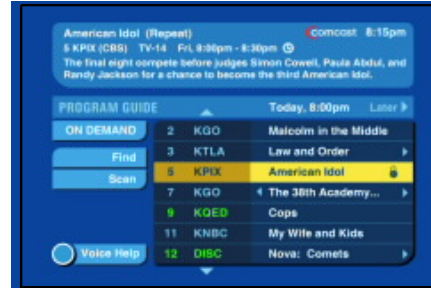 American Idol (Repeat) comcast 8:15pm
5 KPIX (CBS) TV-14 Fri, 8:00pm - 8:30pm
The final eight compete before judges Simon Cowell, Paula Abdul, and
Randy Jackson for a chance to become the third American Idol.
PROGRAM GUIDE Today, 8:00pm Later
ON DEMAND 2 KGO Malcolm in the Middle
Find 3 KTLA Law and Order
Scan 5 KPIX American Idol
7 KGO The 38th Academy...
9 KQED Cops
11 KNBC My Wife and Kids
Voice Help 12 DISC Nova: Comets